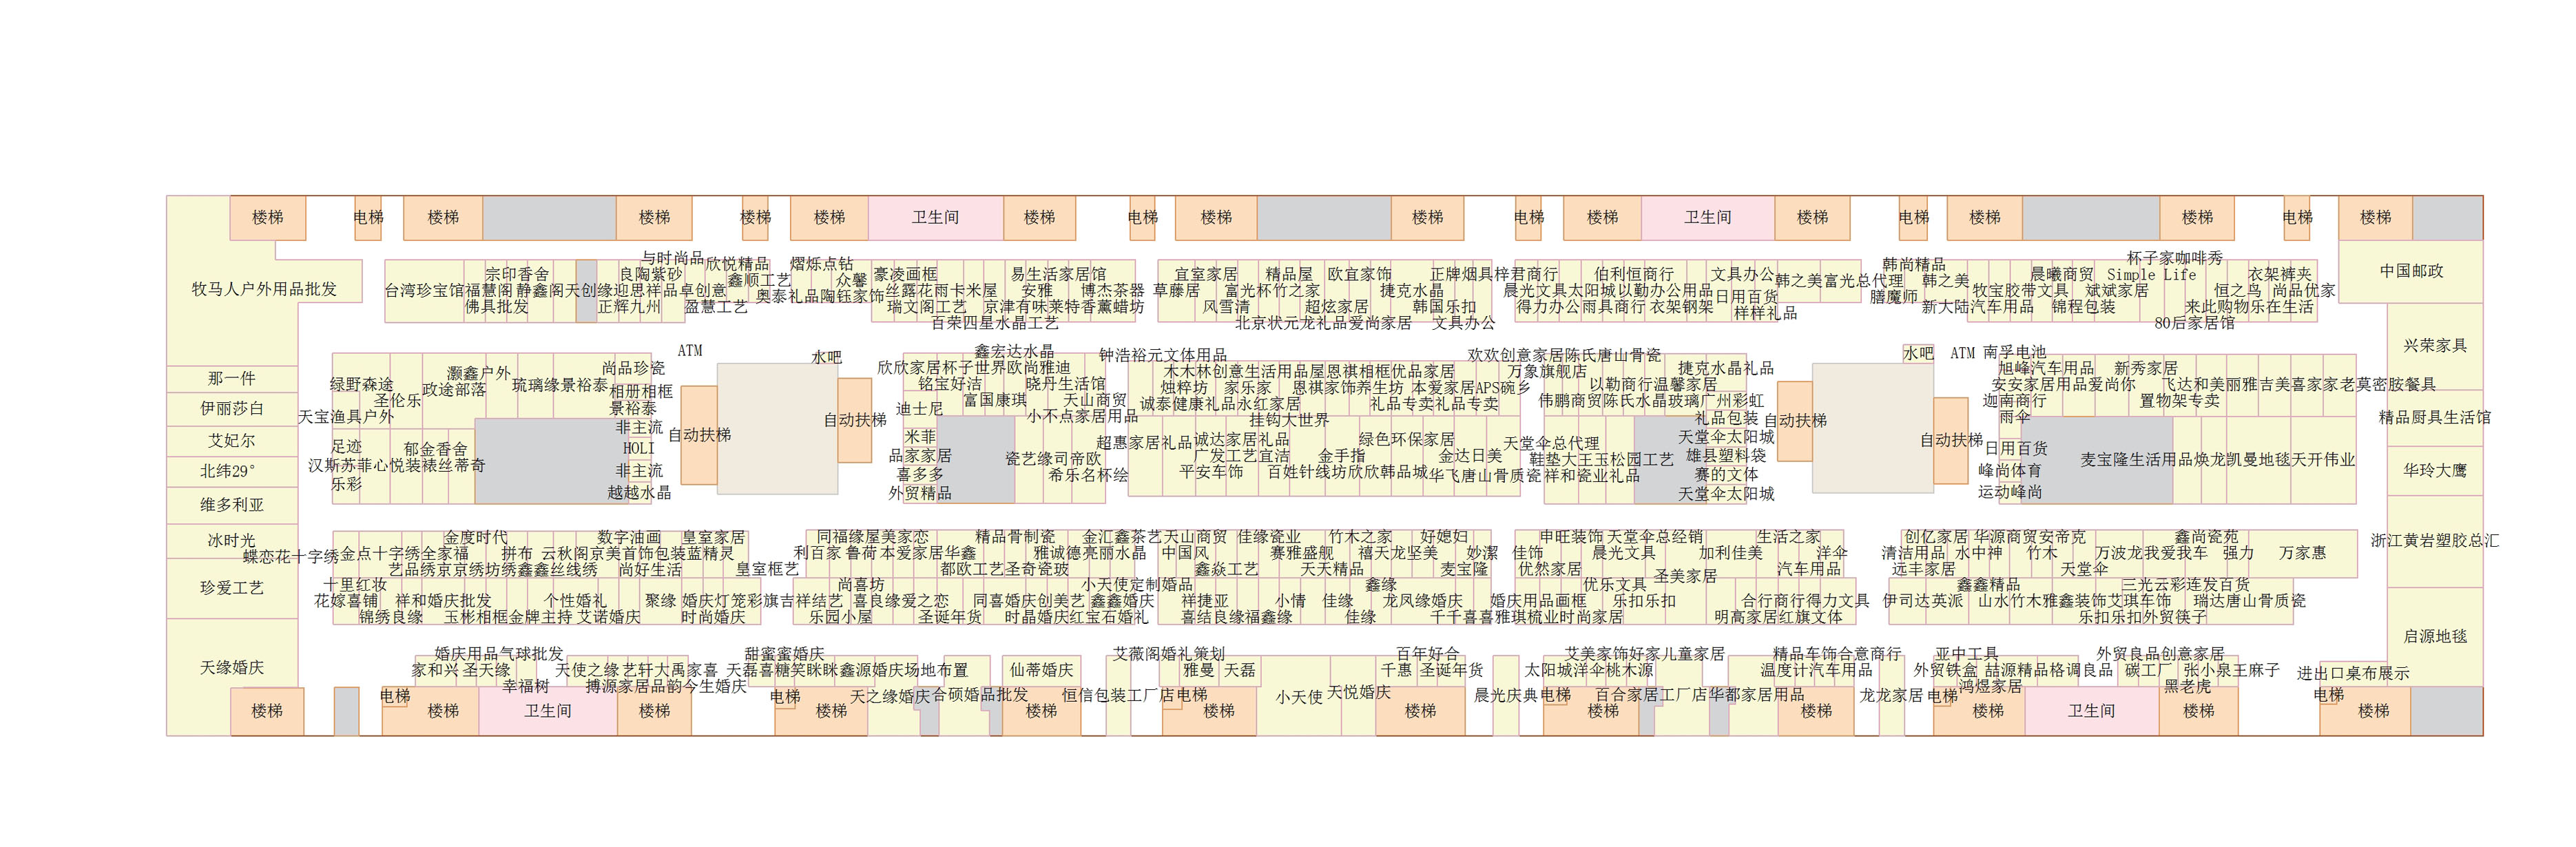 楼梯
电梯
楼梯
楼梯
楼梯
楼梯
卫生间
楼梯
电梯
楼梯
楼梯
电梯
楼梯
卫生间
楼梯
电梯
楼梯
楼梯
电梯
楼梯
牧马人户外用品批发
与时尚品
欣悦精品
熠烁点钻
宗印香舍
良陶紫砂
鑫顺工艺
众馨
豪凌画框
易生活家居馆
台湾珍宝馆福慧阁
静鑫阁天创缘迎思祥品卓创意
奥泰礼品陶钰家饰丝露花雨卡米屋
安雅
博杰茶器
佛具批发
正辉九州
盈慧工艺
瑞文阁工艺
京津有味莱特香薰蜡坊
百荣四星水晶工艺
宜室家居
精品屋
欧宜家饰
正牌烟具梓君商行
草藤居
富光杯竹之家
捷克水晶
风雪清
超炫家居
韩国乐扣
北京状元龙礼品爱尚家居
文具办公
伯利恒商行
文具办公
韩之美富光总代理
晨光文具太阳城以勤办公用品日用百货
得力办公雨具商行
衣架钢架
样样礼品
韩尚精品
韩之美
膳魔师
杯子家咖啡秀
晨曦商贸
Simple Life
衣架裤夹
牧宝胶带文具
斌斌家居
恒之鸟
尚品优家
新大陆汽车用品
锦程包装
来此购物乐在生活
80后家居馆
中国邮政
兴荣家具
精品厨具生活馆
华玲大鹰
浙江黄岩塑胶总汇
启源地毯
那一件
伊丽莎白
艾妃尔
北纬29°
维多利亚
冰时光
珍爱工艺
天缘婚庆
绿野森途
圣伦乐
政途部落
灏鑫户外
琉璃缘景裕泰
尚品珍瓷
相册相框
景裕泰
天宝渔具户外
非主流
足迹
郁金香舍
HOLI
汉斯苏菲心悦装裱丝蒂奇
非主流
乐彩
越越水晶
ATM
水吧
自动扶梯
自动扶梯
鑫宏达水晶
欣欣家居杯子世界欧尚雅迪
铭宝好洁
晓丹生活馆
富国康琪
天山商贸
迪士尼
小不点家居用品
米菲
品家家居
瓷艺缘司帝欧
喜多多
希乐名杯绘
外贸精品
钟浩裕元文体用品
木木林创意生活用品屋恩祺相框优品家居
烛粹坊
家乐家
恩祺家饰养生坊
本爱家居APS碗乡
诚泰健康礼品永红家居
礼品专卖礼品专卖
挂钩大世界
超惠家居礼品诚达家居礼品
绿色环保家居
广发工艺宜洁
金手指
金达日美
平安车饰
百姓针线坊欣欣韩品城华飞唐山骨质瓷祥和瓷业礼品
欢欢创意家居陈氏唐山骨瓷
万象旗舰店
捷克水晶礼品
以勒商行温馨家居
伟鹏商贸陈氏水晶玻璃广州彩虹
礼品包装
天堂伞总代理
天堂伞太阳城
鞋垫大王玉松园工艺
雄县塑料袋
赛的文体
天堂伞太阳城
自动扶梯
水吧
ATM
自动扶梯
南孚电池
旭峰汽车用品
新秀家居
安安家居用品爱尚你
飞达和美丽雅吉美喜家家老莫密胺餐具
迦南商行
置物架专卖
雨伞
日用百货
麦宝隆生活用品焕龙凯曼地毯天开伟业
峰尚体育
运动峰尚
金度时代
数字油画
皇室家居
蝶恋花十字绣金点十字绣全家福
拼布
云秋阁京美首饰包装蓝精灵
艺品绣京京绣坊绣鑫鑫丝线绣
尚好生活
皇室框艺
十里红妆
花嫁喜铺
祥和婚庆批发
个性婚礼
聚缘
婚庆灯笼彩旗吉祥结艺
锦绣良缘
玉彬相框金牌主持
艾诺婚庆
时尚婚庆
同福缘屋美家恋
精品骨制瓷
金汇鑫茶艺天山商贸
佳缘瓷业
竹木之家
好媳妇
利百家
鲁荷本爱家居华鑫
雅诚德亮丽水晶
中国风
赛雅盛舰
禧天龙坚美
妙潔
都欧工艺圣奇瓷玻
鑫焱工艺
天天精品
麦宝隆
尚喜坊
小天使定制婚品
鑫缘
喜良缘爱之恋
同喜婚庆创美艺
鑫鑫婚庆
祥捷亚
小情
佳缘
龙凤缘婚庆
乐园小屋
圣诞年货
时晶婚庆红宝石婚礼
喜结良缘福鑫缘
佳缘
千千喜喜雅琪梳业时尚家居
申旺装饰
天堂伞总经销
生活之家
佳饰
晨光文具
加利佳美
洋伞
优然家居
圣美家居
汽车用品
优乐文具
婚庆用品画框
乐扣乐扣
合行商行得力文具
明高家居红旗文体
创亿家居
华源商贸安帝克
鑫尚瓷苑
清洁用品
水中神
竹木
万波龙我爱我车
强力
万家惠
远丰家居
天堂伞
鑫鑫精品
三光云彩连发百货
伊司达英派
山水竹木雅鑫装饰艾琪车饰
瑞达唐山骨质瓷
乐扣乐扣外贸筷子
婚庆用品气球批发
甜蜜蜜婚庆
家和兴
圣天缘
天使之缘
艺轩大禹家喜
天磊喜糖笑眯眯鑫源婚庆场地布置
仙蒂婚庆
幸福树
搏源家居品韵今生婚庆
艾薇阁婚礼策划
雅曼
天磊
百年好合
千惠
圣诞年货
艾美家饰好家儿童家居
太阳城洋伞桃木源
精品车饰合意商行
温度计汽车用品
亚中工具
外贸良品创意家居
外贸铁盒
喆源精品格调良品
碳工厂
张小泉王麻子
鸿煜家居
黑老虎
进出口桌布展示
楼梯
电梯
楼梯
卫生间
楼梯
电梯
楼梯
天之缘婚庆
合硕婚品批发
楼梯
恒信包装工厂店
电梯
楼梯
小天使
天悦婚庆
楼梯
晨光庆典
电梯
楼梯
百合家居工厂店华都家居用品
楼梯
龙龙家居
电梯
楼梯
卫生间
楼梯
电梯
楼梯